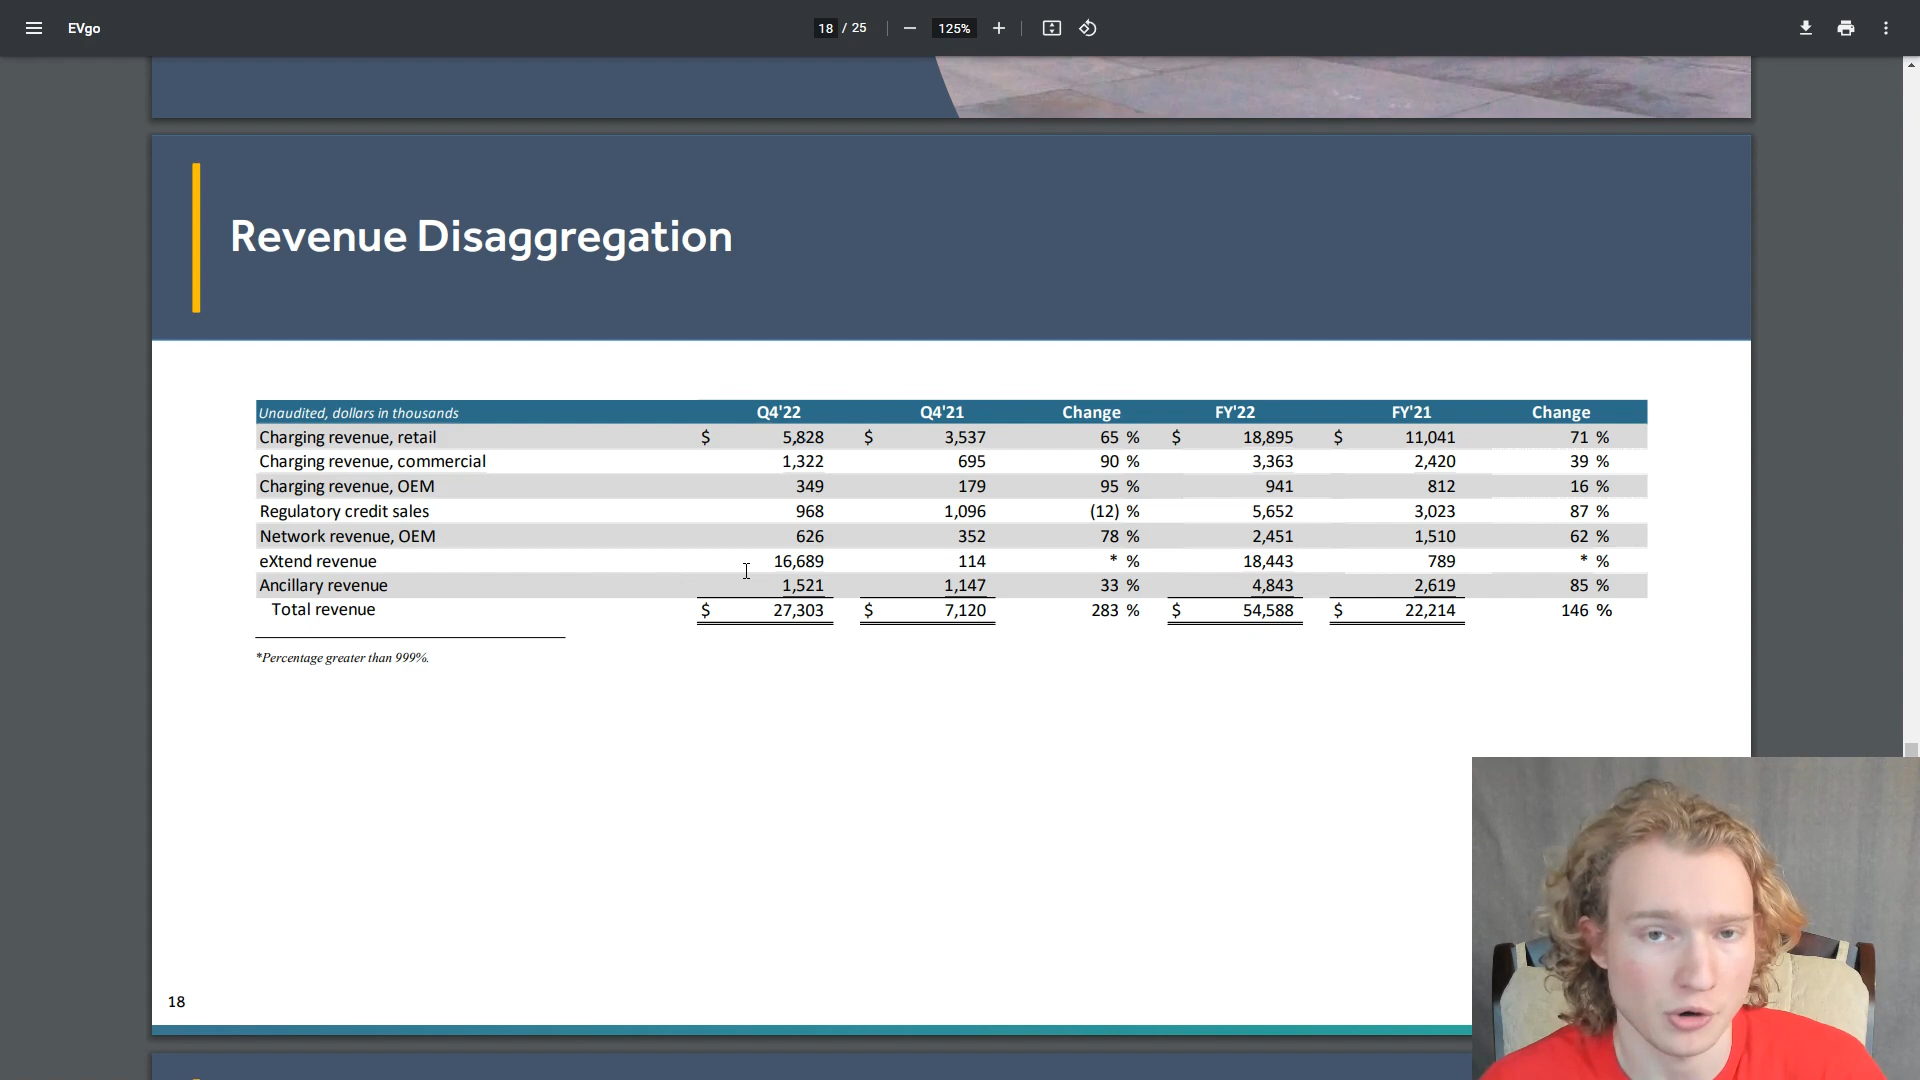 EVgo
18 / 25
125%
Revenue Disaggregation
Unaudited, dollars in thousands Q4'22 Q4'21 Change FY'22 FY'21 Change
Charging revenue, retail $ 5,828 $ 3,537 65 % $ 18,895 $ 11,041 71 %
Charging revenue, commercial 1,322 695 90 % 3,363 2,420 39 %
Charging revenue, OEM 349 179 95 % 941 812 16 %
Regulatory credit sales 968 1,096 (12) % 5,652 3,023 87 %
Network revenue, OEM 626 352 78 % 2,451 1,510 62 %
eXtend revenue 16,689 114 * % 18,443 789 * %
Ancillary revenue 1,521 1,147 33 % 4,843 2,619 85 %
Total revenue $ 27,303 $ 7,120 283 % $ 54,588 $ 22,214 146 %
*Percentage greater than 999%.
18